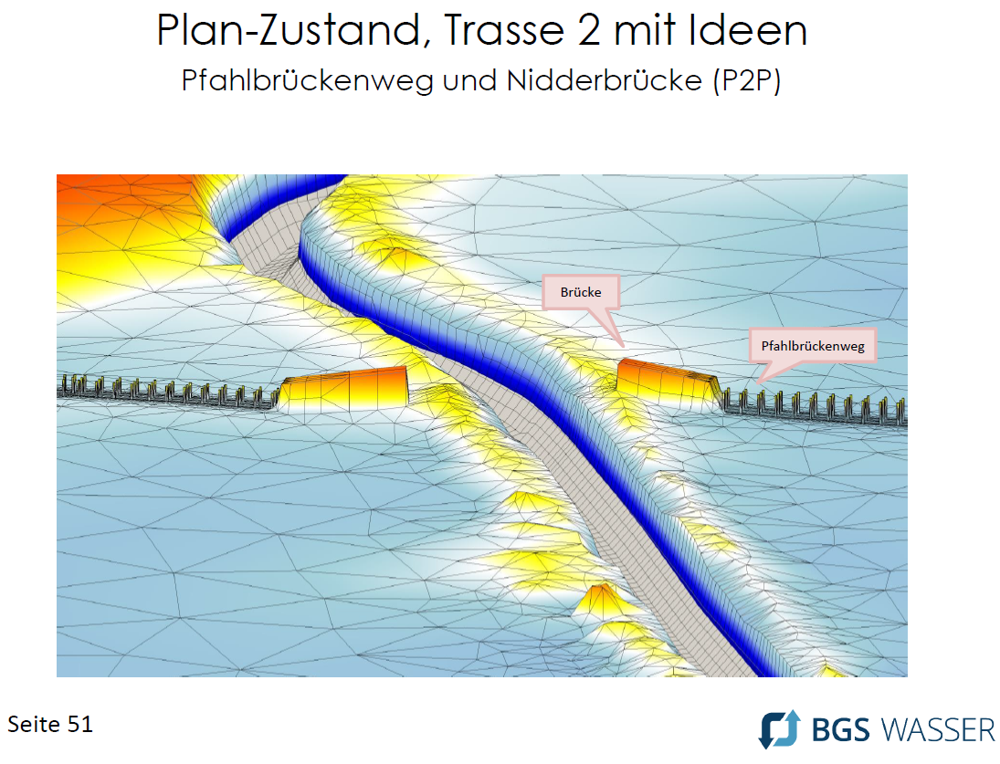 Plan-Zustand, Trasse 2 mit Ideen
Pfahlbrückenweg und Nidderbrücke (P2P)
Brücke
Pfahlbrückenweg
Seite 51
BGS WASSER